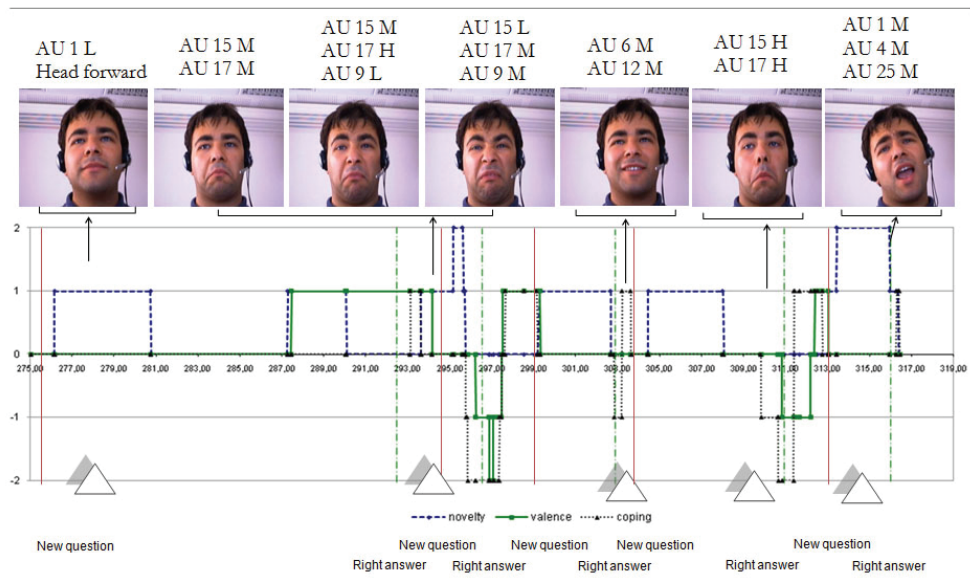 AU 1 L
Head forward
AU 15 M
AU 17 M
AU 15 M
AU 17 H
AU 9 L
AU 15 L
AU 17 M
AU 9 M
AU 6 M
AU 12 M
AU 15 H
AU 17 H
AU 1 M
AU 4 M
AU 25 M
2
1
0
-1
-2
275,00 277,00 279,00 281,00 283,00 285,00 287,00 289,00 291,00 293,00 295,00 297,00 299,00 301,00 303,00 305,00 307,00 309,00 311,00 313,00 315,00 317,00 319,00
novelty valence coping
New question New question New question New question New question
Right answer Right answer Right answer Right answer Right answer